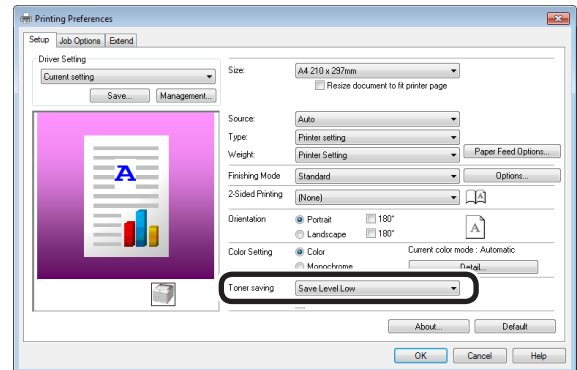 Printing Preferences
Setup Job Options Extend
Driver Setting
Current setting
Save... Management...
A
Size: A4 210 x 297mm
Resize document to fit printer page
Source: Auto
Type: Printer setting
Weight: Printer Setting Paper Feed Options...
Finishing Mode Standard Options...
2-Sided Printing (None) A
Orientation Portrait 180°
Landscape 180° A
Color Setting Color Current color mode : Automatic
Monochrome Detail...
Toner saving Save Level Low
About... Default
OK Cancel Help